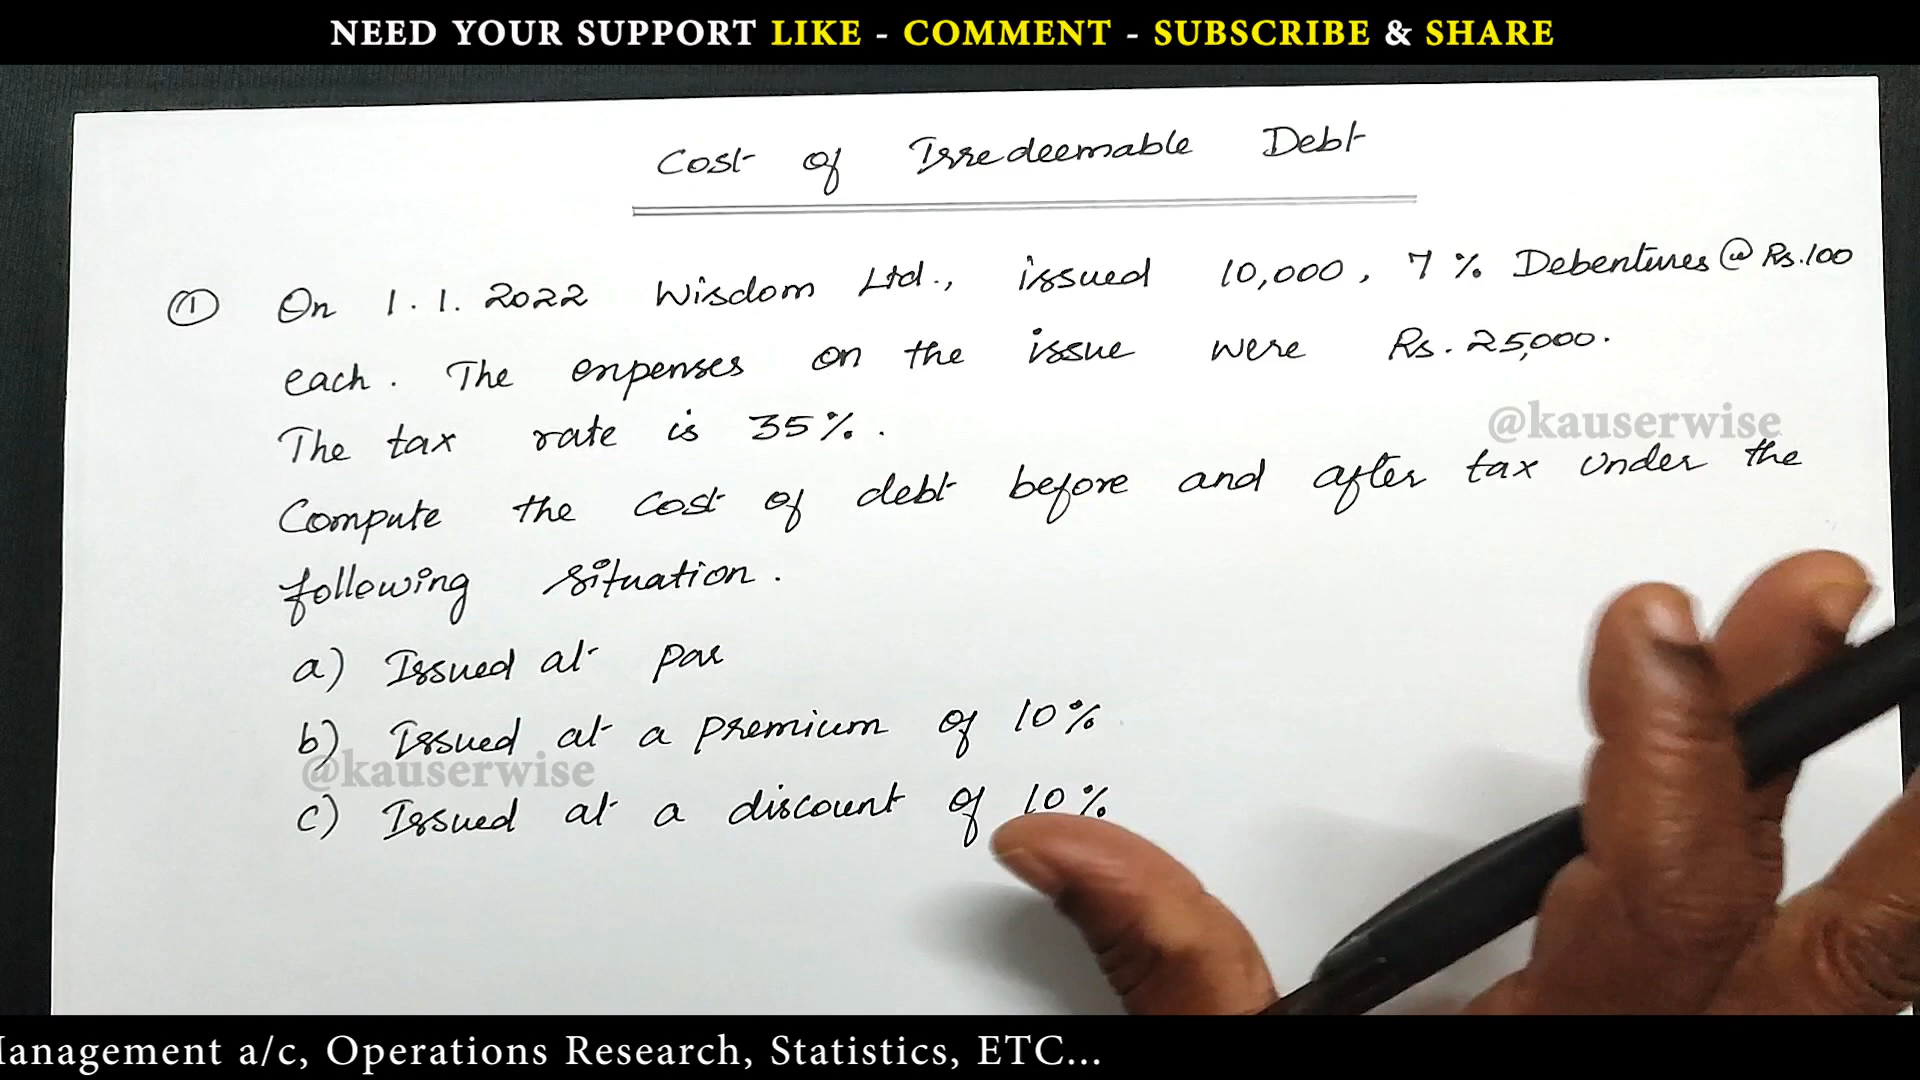 NEED YOUR SUPPORT LIKE - COMMENT - SUBSCRIBE & SHARE
Cost of Irredeemable Debt
① On 1.1.2022 Wisdom Ltd., issued 10,000, 7% Debentures @ Rs.100
each. The expenses on the issue were Rs. 25,000.
The tax rate is 35%.
@kauserwise
Compute the cost of debt before and after tax under the
following situation.
a) Issued at par
b) Issued at a premium of 10%
@kauserwise
c) Issued at a discount of 10%
anagement a/c, Operations Research, Statistics, ETC...